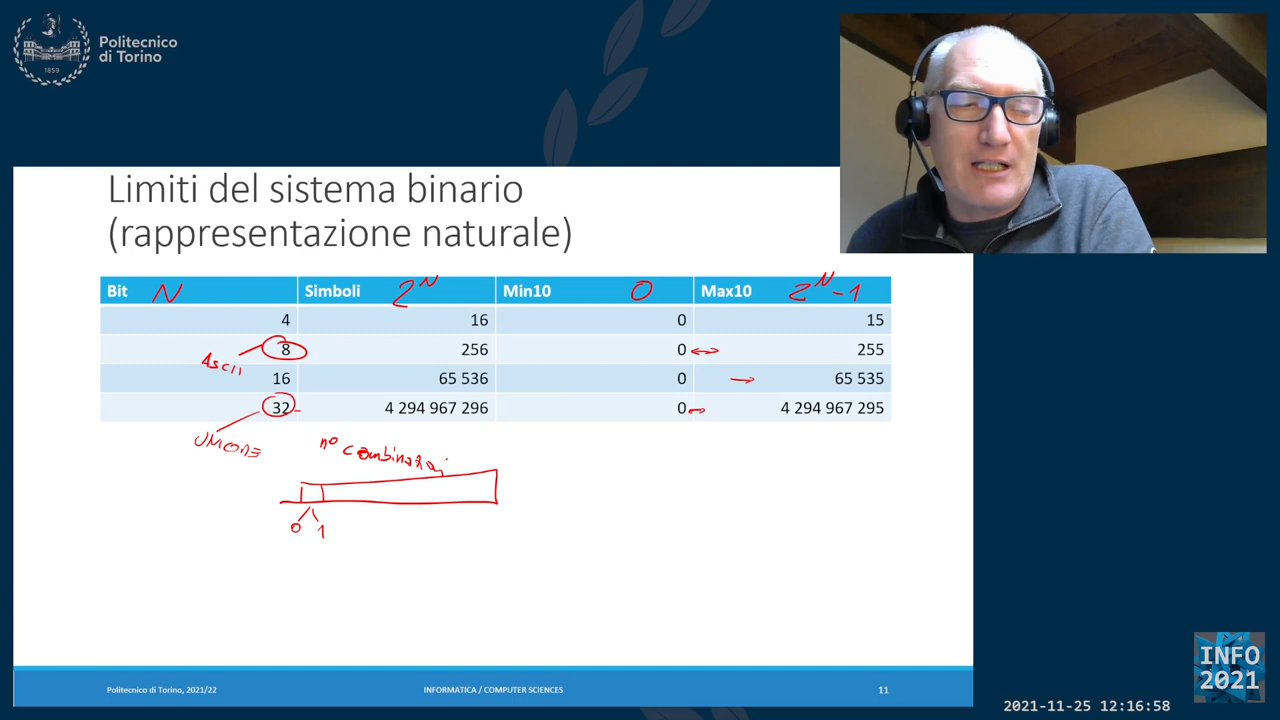 Politecnico
di Torino
1859
Limiti del sistema binario
(rappresentazione naturale)
Bit N Simboli 2^N Min10 0 Max10 2^N-1
4 16 0 15
8 256 0 255
Ascii
16 65 536 0 65 535
32 4 294 967 296 0 4 294 967 295
n° combinazioni
0 1
Politecnico di Torino, 2021/22 INFORMATICA / COMPUTER SCIENCES 11
INFO
2021
2021-11-25 12:16:58